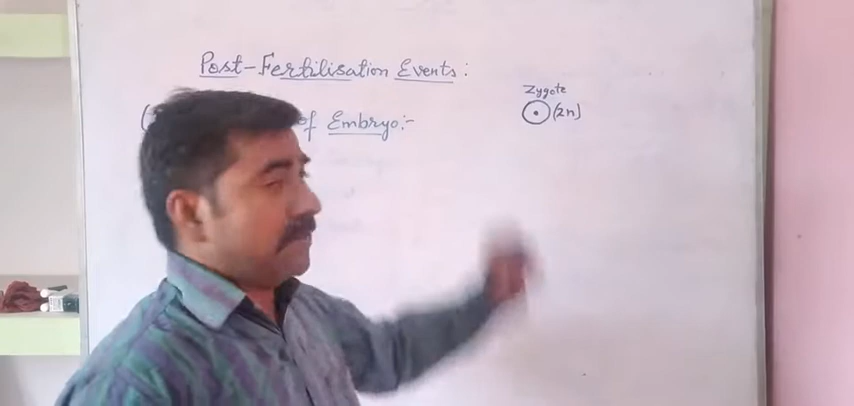 Post-Fertilisation Events:
( of Embryo:-
Zygote
(2n)